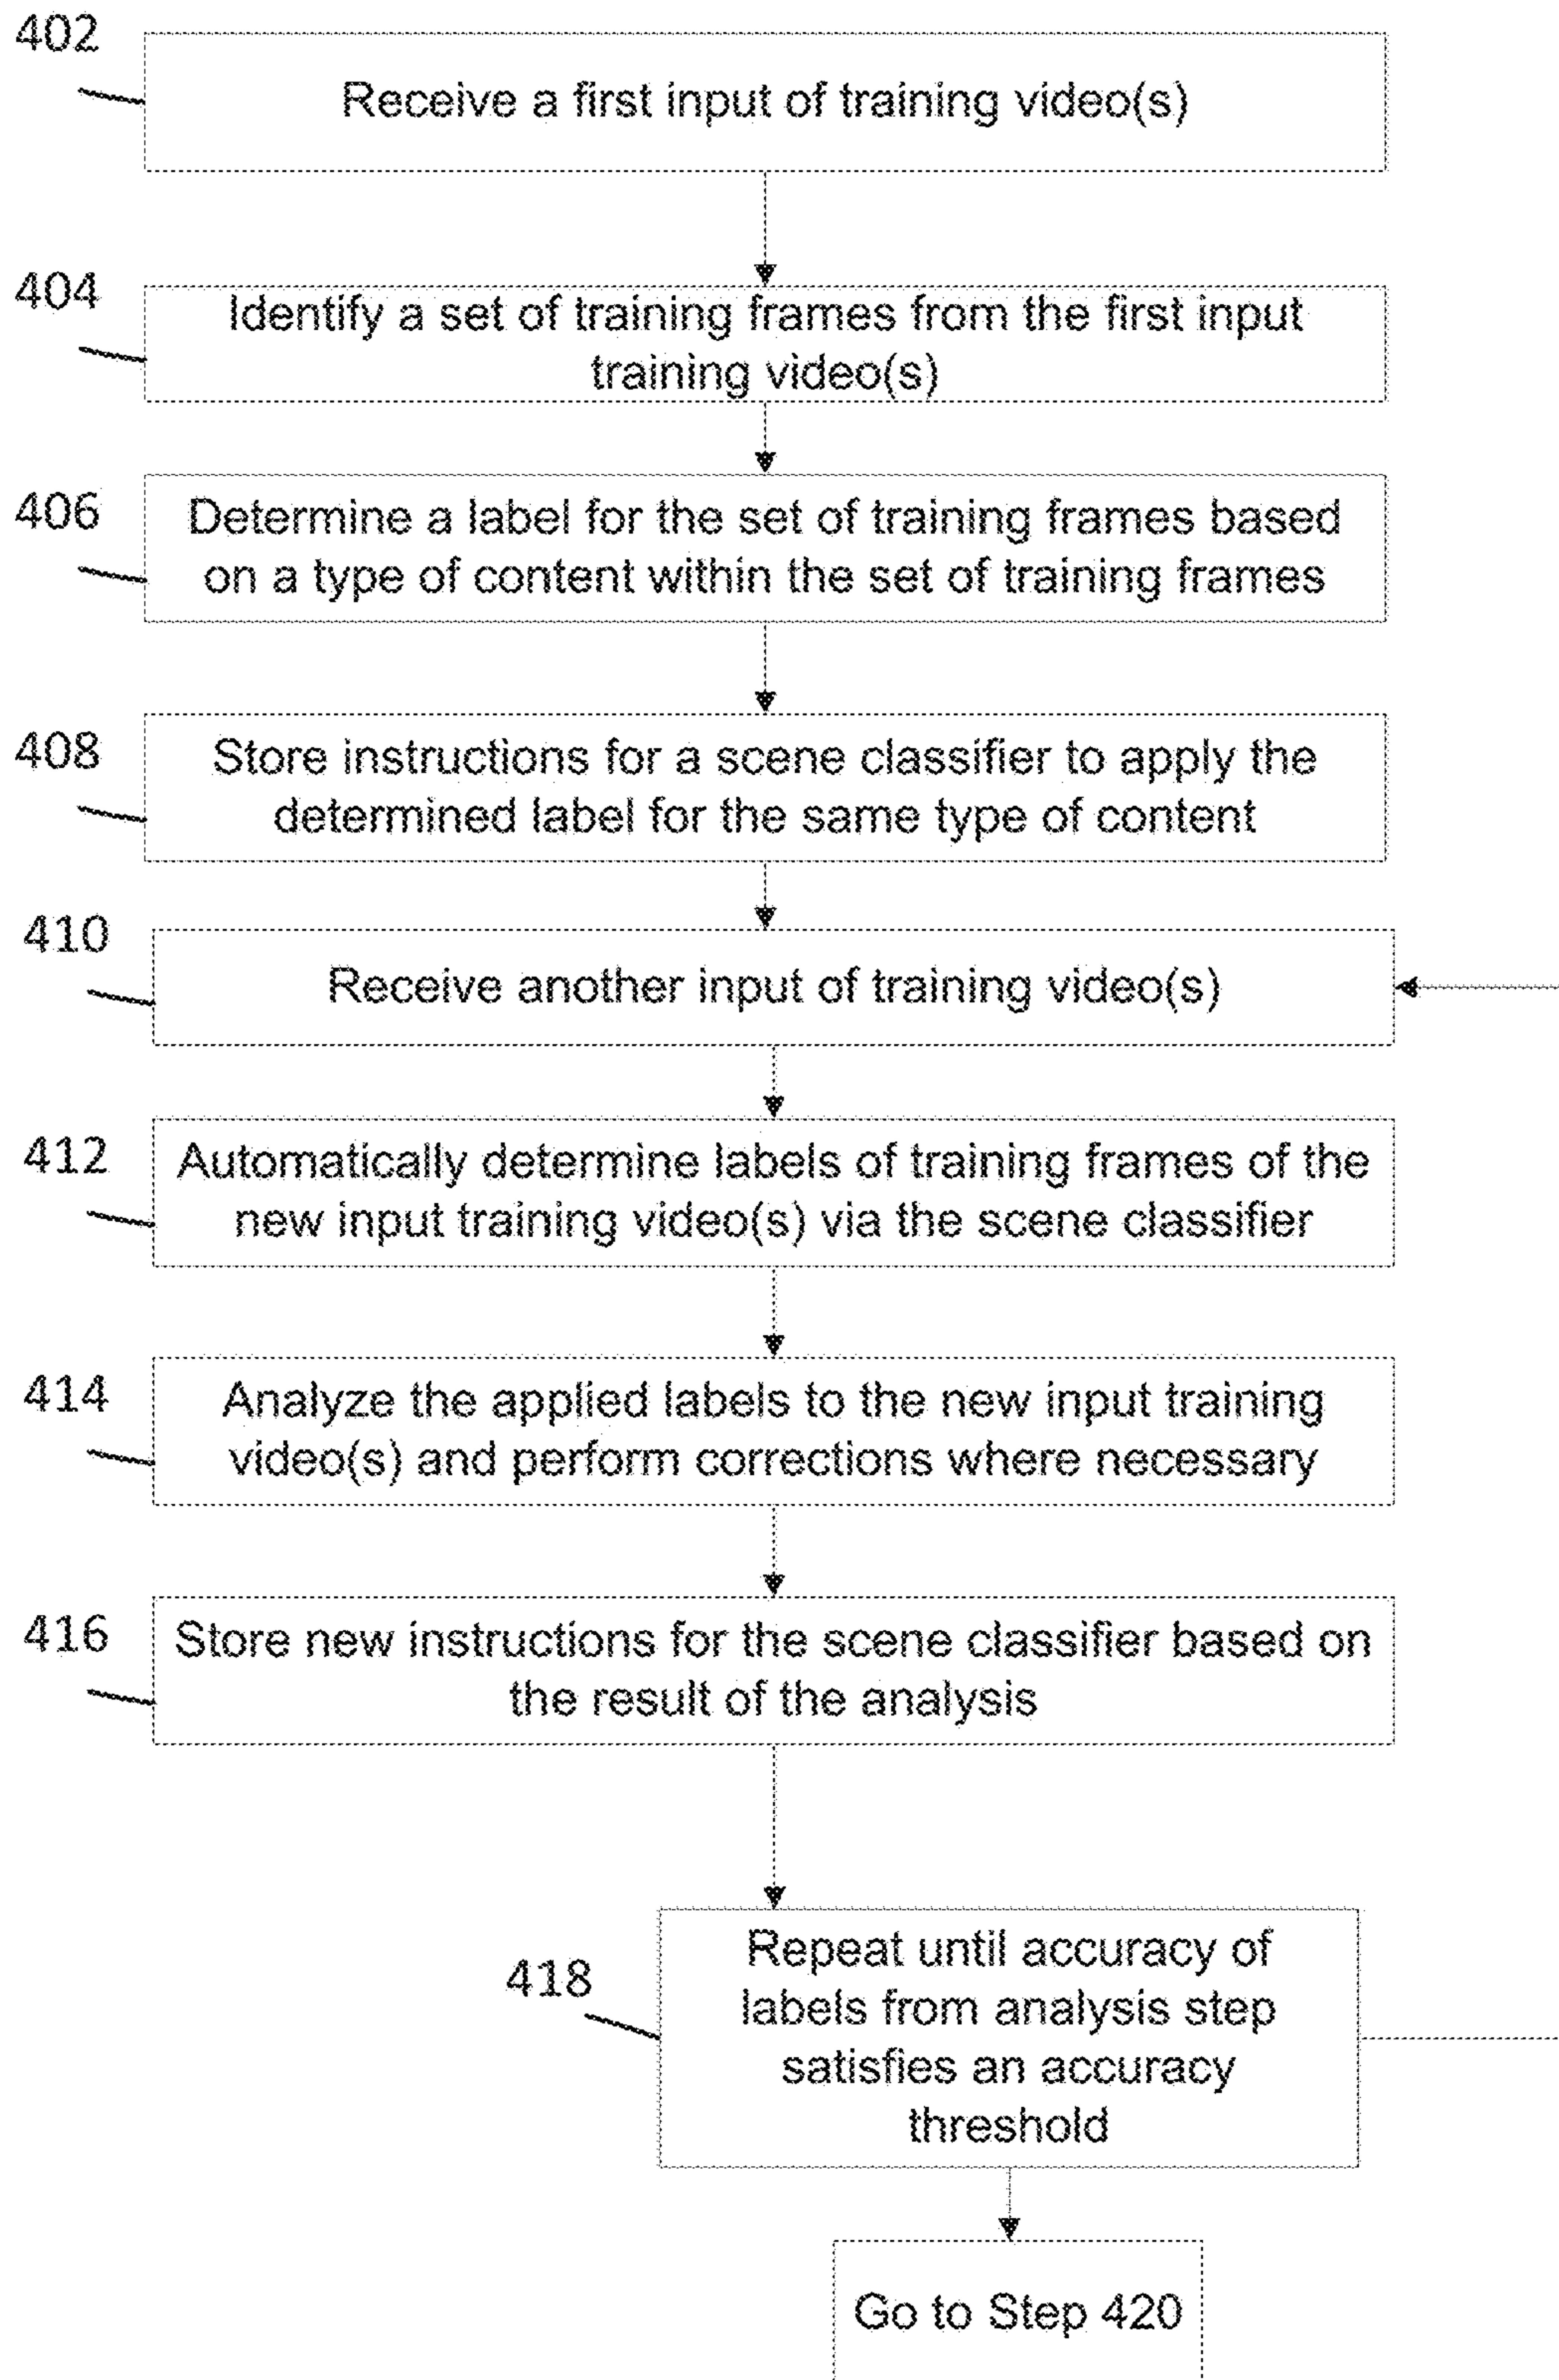 402
Receive a first input of training video(s)
404
Identify a set of training frames from the first input
training video(s)
406
Determine a label for the set of training frames based
on a type of content within the set of training frames
408
Store instructions for a scene classifier to apply the
determined label for the same type of content
410
Receive another input of training video(s)
412
Automatically determine labels of training frames of the
new input training video(s) via the scene classifier
414
Analyze the applied labels to the new input training
video(s) and perform corrections where necessary
416
Store new instructions for the scene classifier based on
the result of the analysis
418
Repeat until accuracy of
labels from analysis step
satisfies an accuracy
threshold
Go to Step 420